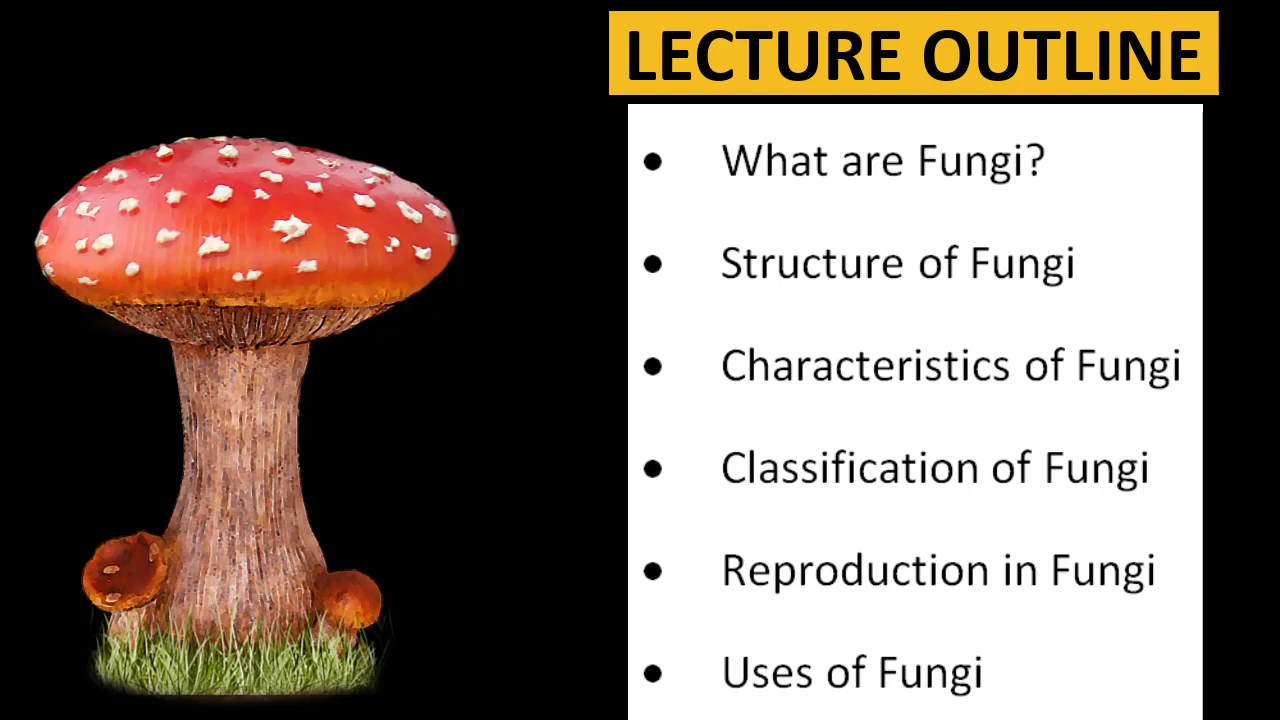 LECTURE OUTLINE
• What are Fungi?
• Structure of Fungi
• Characteristics of Fungi
• Classification of Fungi
• Reproduction in Fungi
• Uses of Fungi